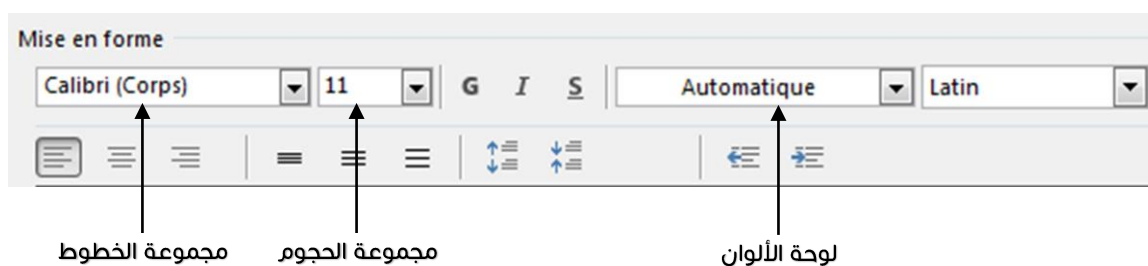 Mise en forme
Calibri (Corps) 11 G I S Automatique Latin
مجموعة الخطوط مجموعة الحجوم لوحة الألوان